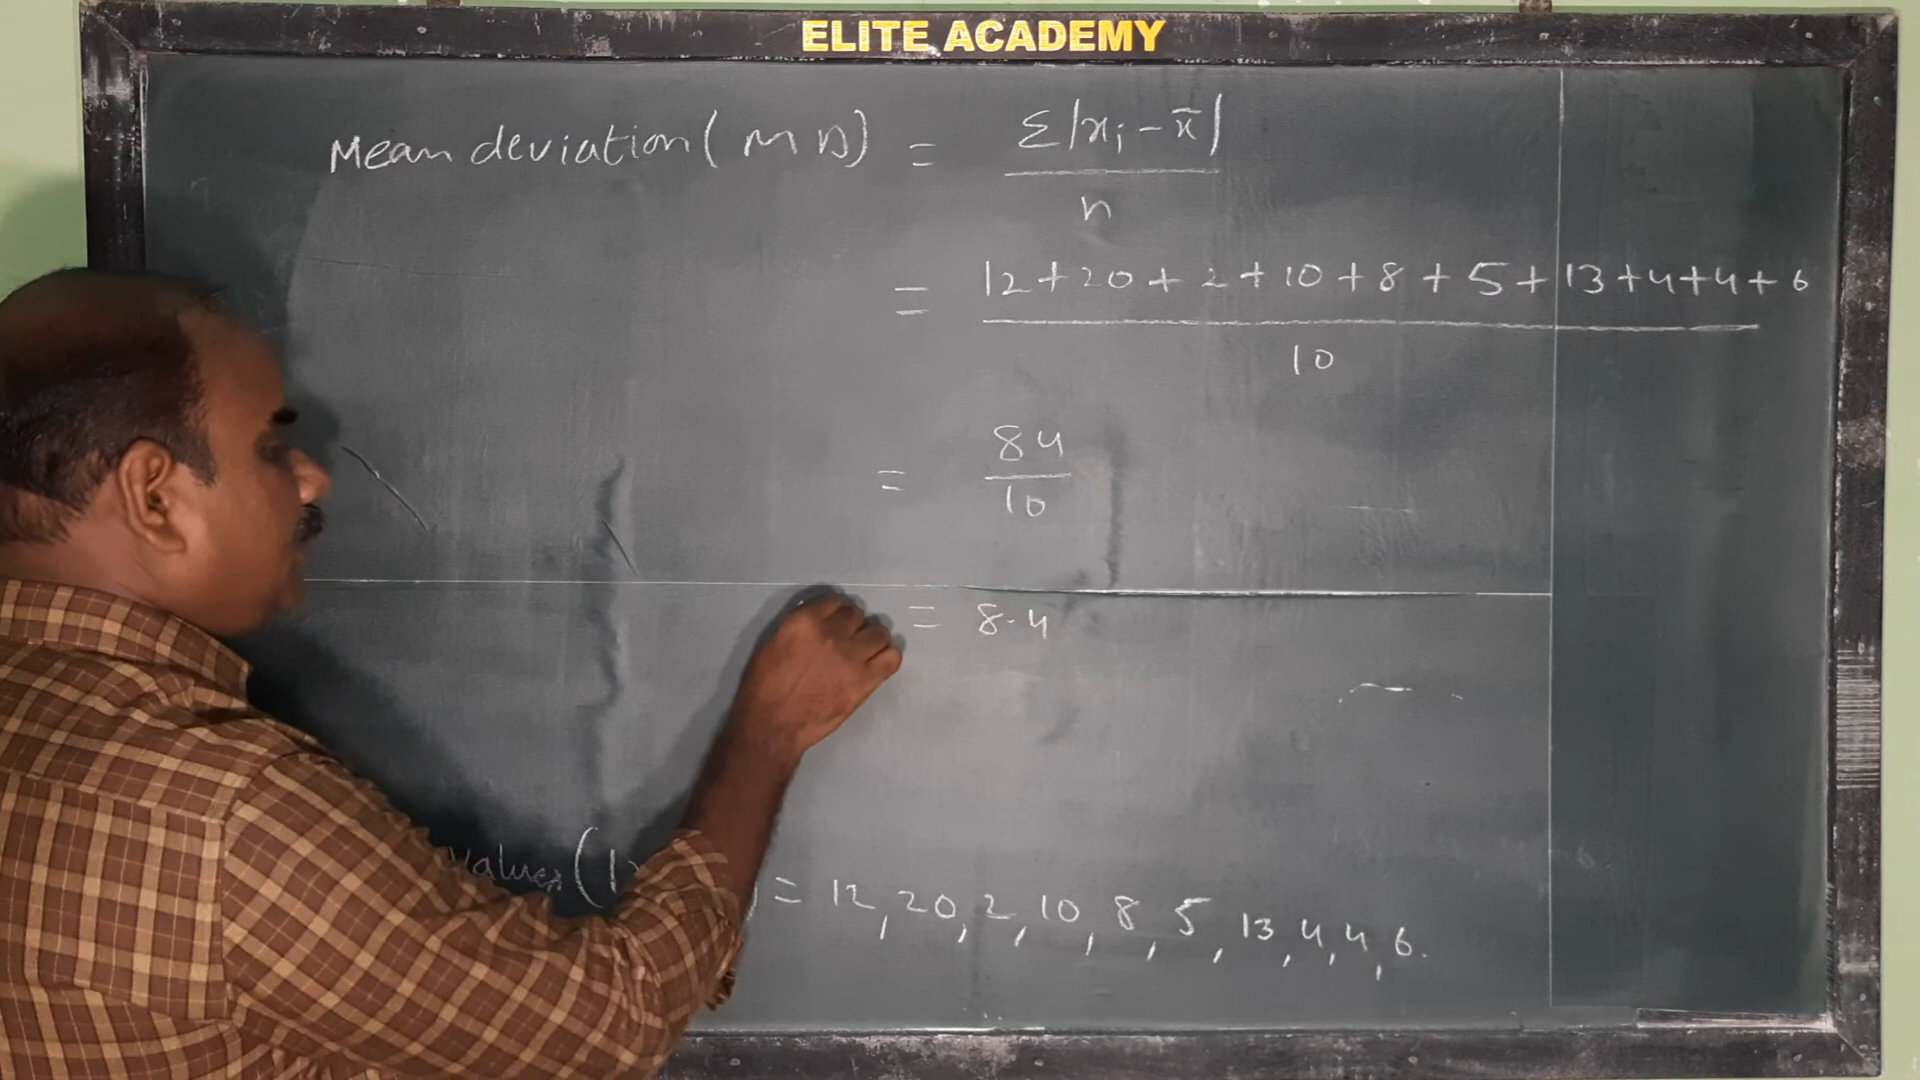 ELITE ACADEMY
Mean deviation (MD) = Σ|xᵢ - x̄|
n
= 12+20+2+10+8+5+13+4+4+6
10
= 84
10
= 8.4
values = 12, 20, 2, 10, 8, 5, 13, 4, 4, 6.